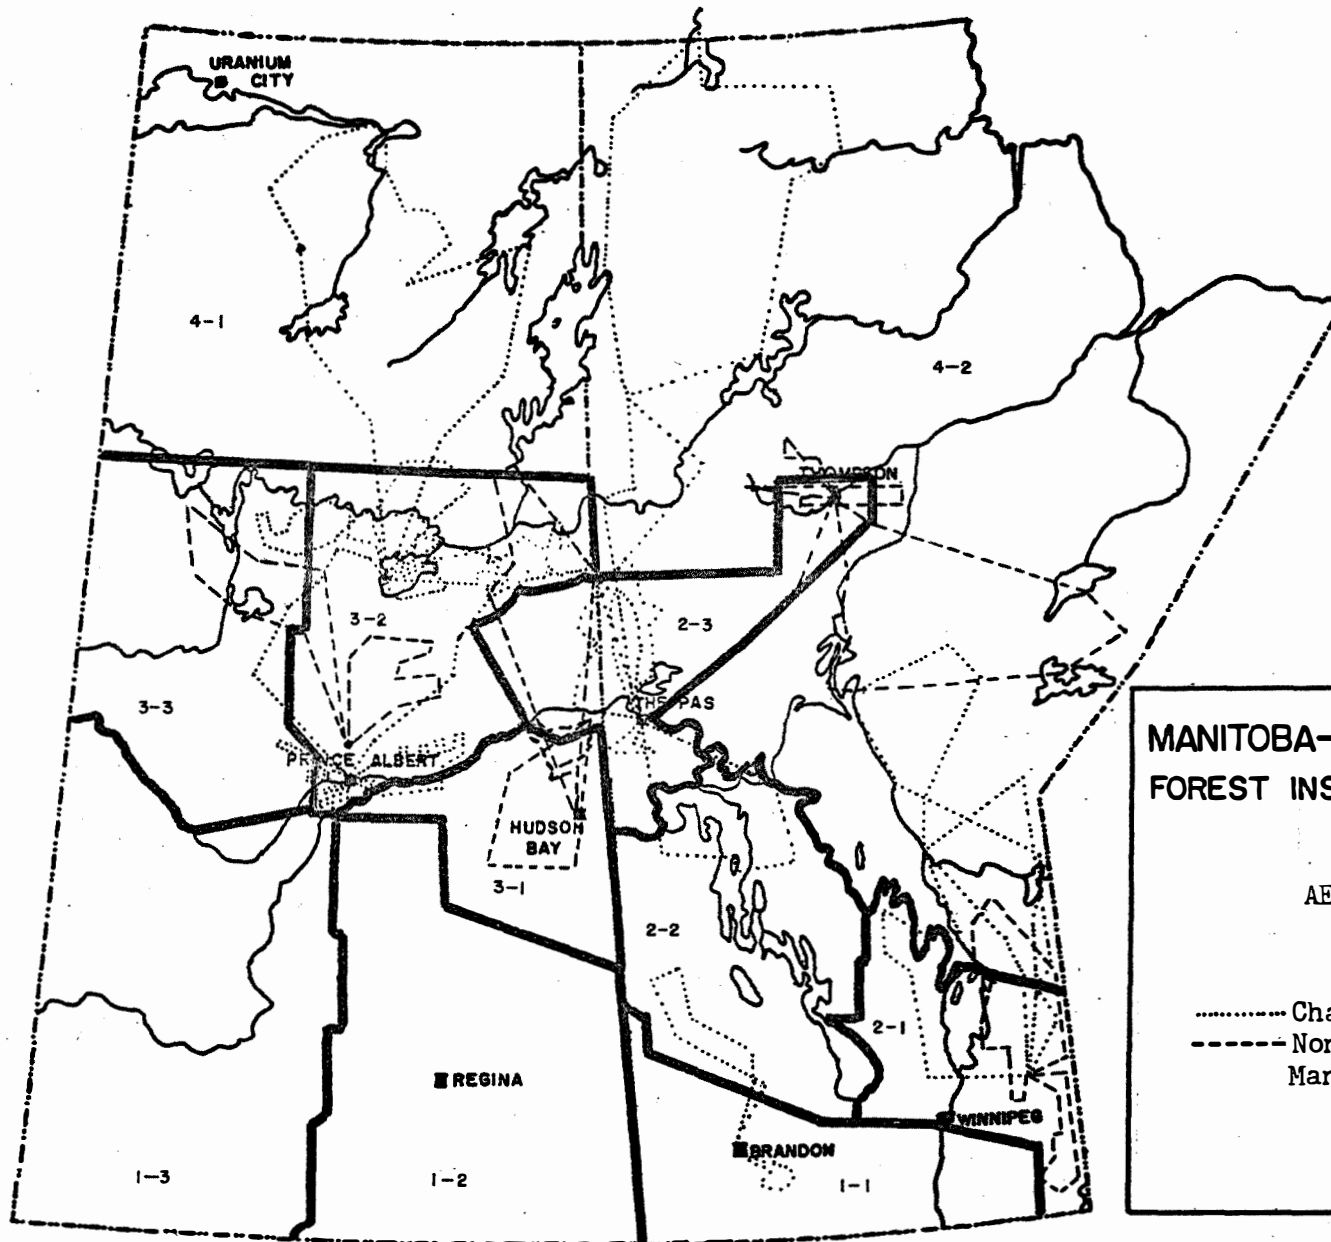 URANIUM
CITY
4-1
4-2
THOMPSON
3-2
2-3
3-3
THE PAS
PRINCE ALBERT
HUDSON
BAY
3-1
2-2
2-1
REGINA
WINNIPEG
BRANDON
1-3
1-2
1-1
MANITOBA-
FOREST INS
AE
Cha
Nor
Man